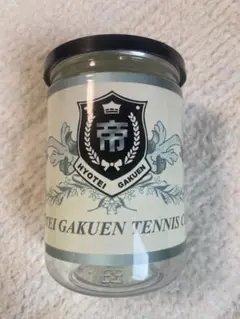 帝
HYOTEI GAKUEN
TEI GAKUEN TENNIS C